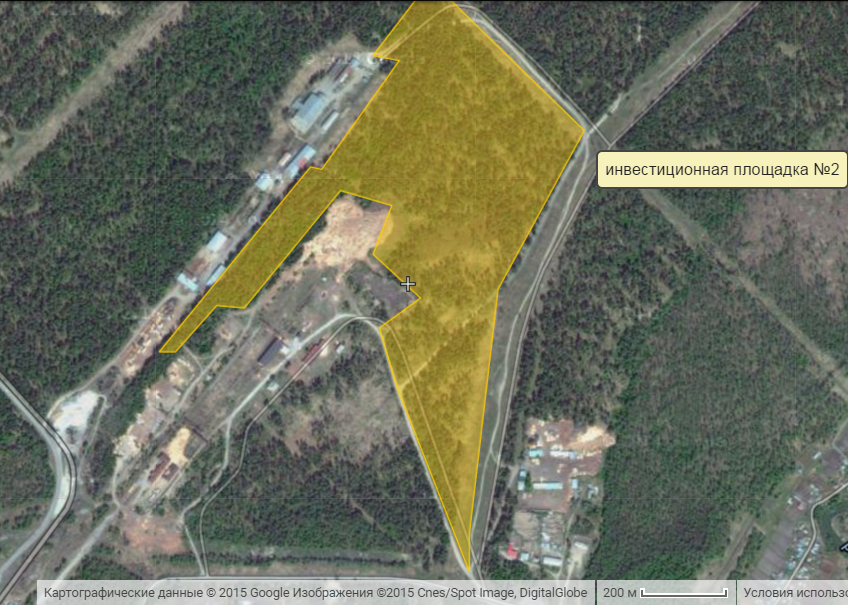 инвестиционная площадка №2
Картографические данные © 2015 Google Изображения ©2015 Cnes/Spot Image, DigitalGlobe
200 м
Условия использо